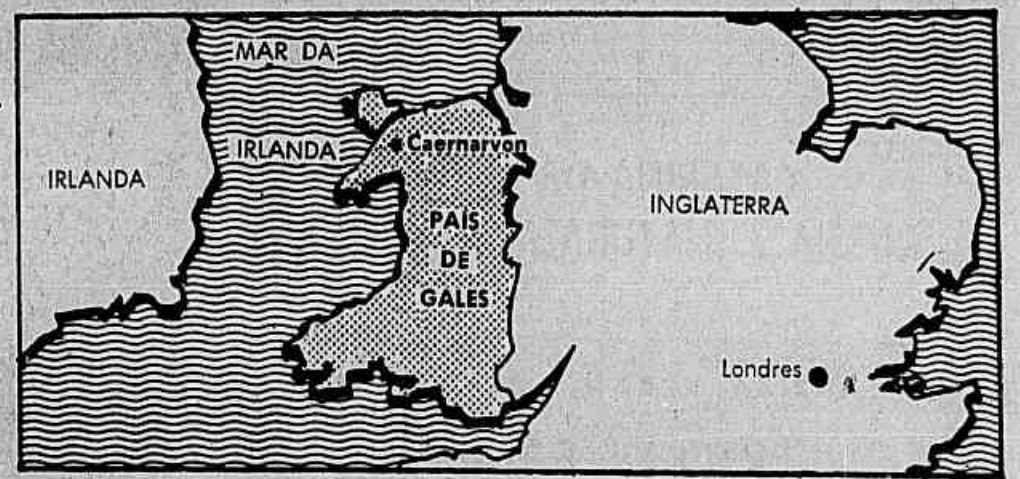 MAR DA
IRLANDA
Caernarvon
IRLANDA
INGLATERRA
PAÍS
DE
GALES
Londres